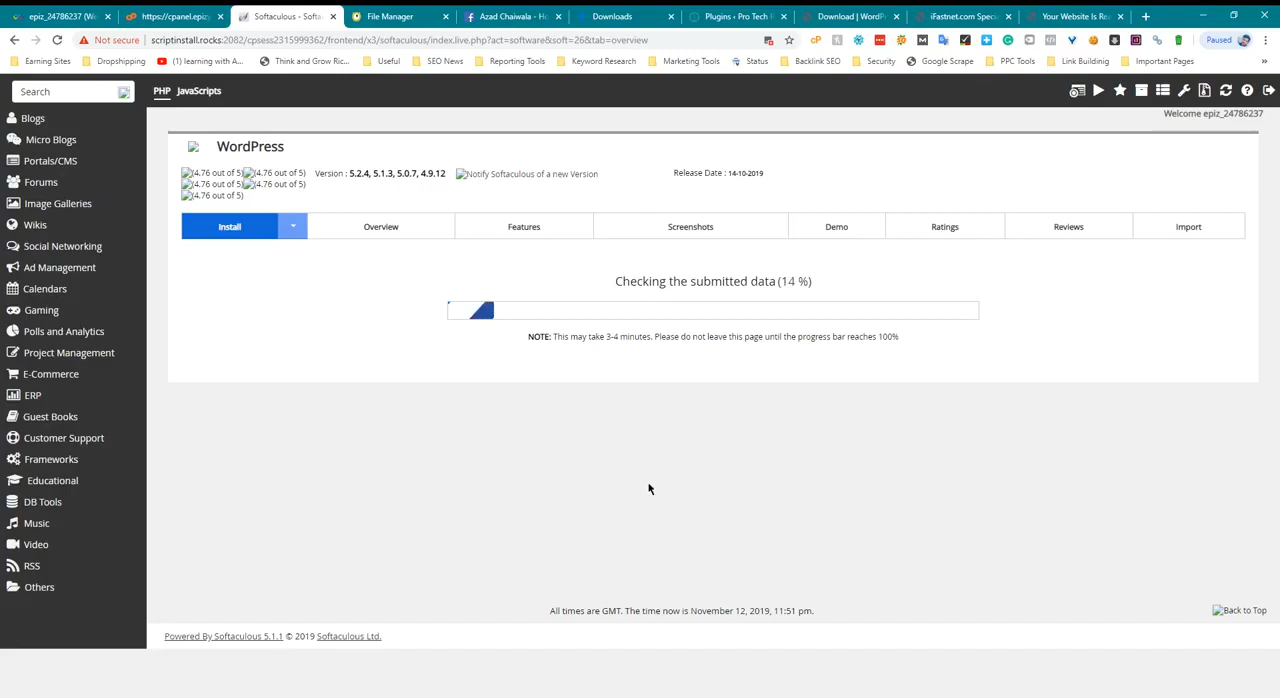 epiz_24786237 (We
https://cpanel.epizy
Softaculous - Softa
File Manager
Azad Chaiwala - Ho
Downloads
Plugins ‹ Pro Tech R
Download | WordPr
iFastnet.com Speci
Your Website Is Re
Not secure
scriptinstall.rocks:2082/cpsess2315999362/frontend/x3/softaculous/index.live.php?act=software&soft=26&tab=overview
Paused
Earning Sites
Dropshipping
(1) learning with A...
Think and Grow Ric...
Useful
SEO News
Reporting Tools
Keyword Research
Marketing Tools
Status
Backlink SEO
Security
Google Scrape
PPC Tools
Link Buildinig
Important Pages
Search
PHP JavaScripts
Welcome epiz_24786237
Blogs
Micro Blogs
Portals/CMS
Forums
Image Galleries
Wikis
Social Networking
Ad Management
Calendars
Gaming
Polls and Analytics
Project Management
E-Commerce
ERP
Guest Books
Customer Support
Frameworks
Educational
DB Tools
Music
Video
RSS
Others
WordPress
(4.76 out of 5) (4.76 out of 5)
(4.76 out of 5) (4.76 out of 5)
(4.76 out of 5)
Version : 5.2.4, 5.1.3, 5.0.7, 4.9.12
Notify Softaculous of a new Version
Release Date : 14-10-2019
Install
Overview
Features
Screenshots
Demo
Ratings
Reviews
Import
Checking the submitted data (14 %)
NOTE: This may take 3-4 minutes. Please do not leave this page until the progress bar reaches 100%
All times are GMT. The time now is November 12, 2019, 11:51 pm.
Back to Top
Powered By Softaculous 5.1.1 © 2019 Softaculous Ltd.